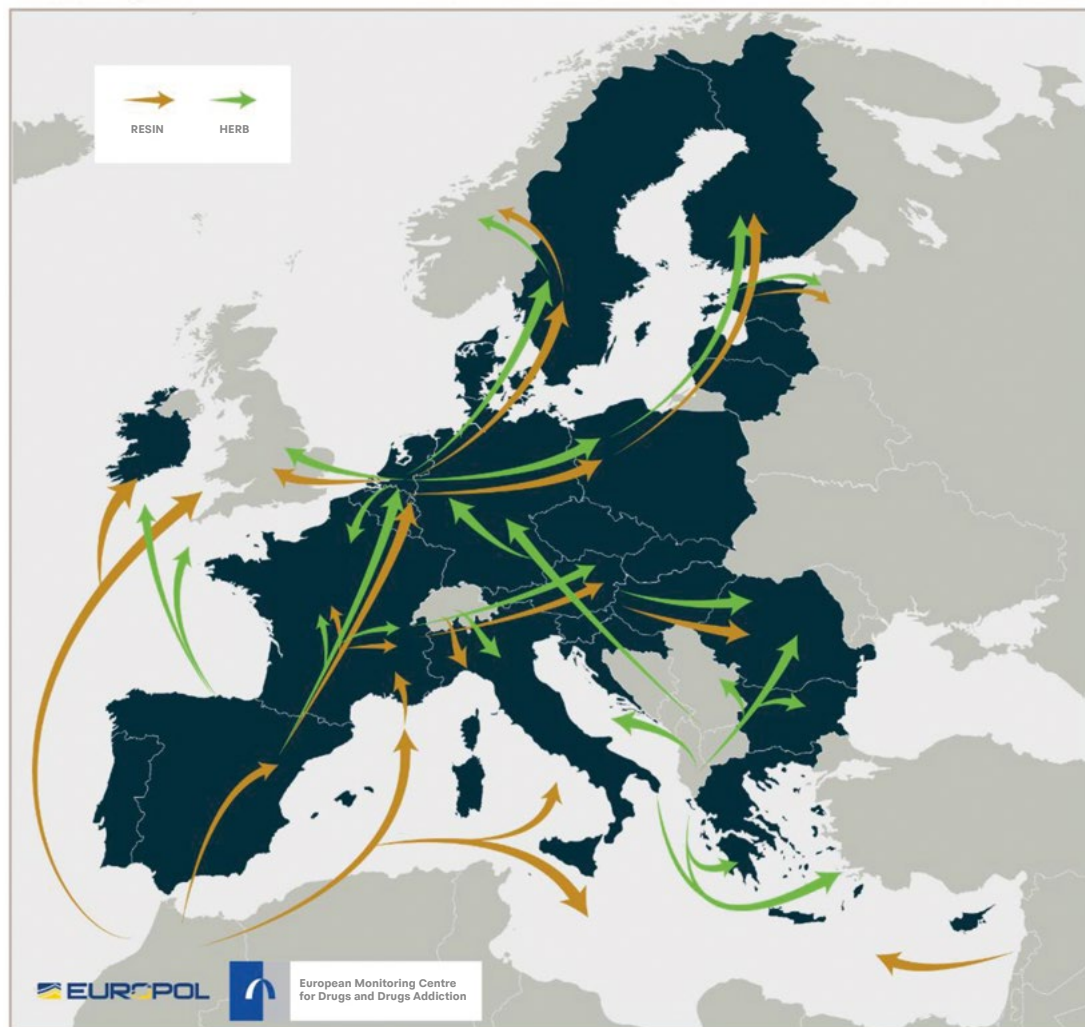 RESIN HERB
EUROPOL
European Monitoring Centre
for Drugs and Drugs Addiction